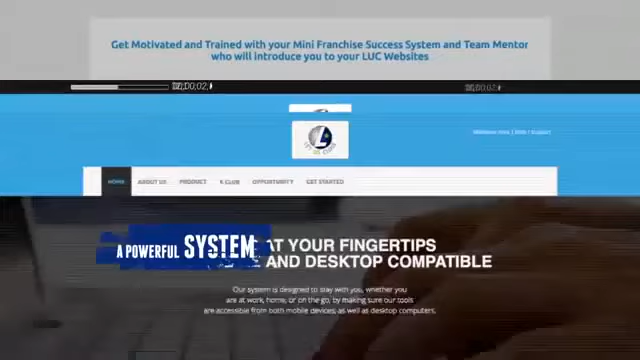 Get Motivated and Trained with your Mini Franchise Success System and Team Mentor
who will introduce you to your LUC Websites
HOME ABOUT US PRODUCT K CLUB OPPORTUNITY GET STARTED
A POWERFUL SYSTEM
AT YOUR FINGERTIPS
AND DESKTOP COMPATIBLE
Our system is designed to stay with you, whether you
are at work, home, or on the go, by making sure our tools
are accessible from both mobile devices, as well as desktop computers.